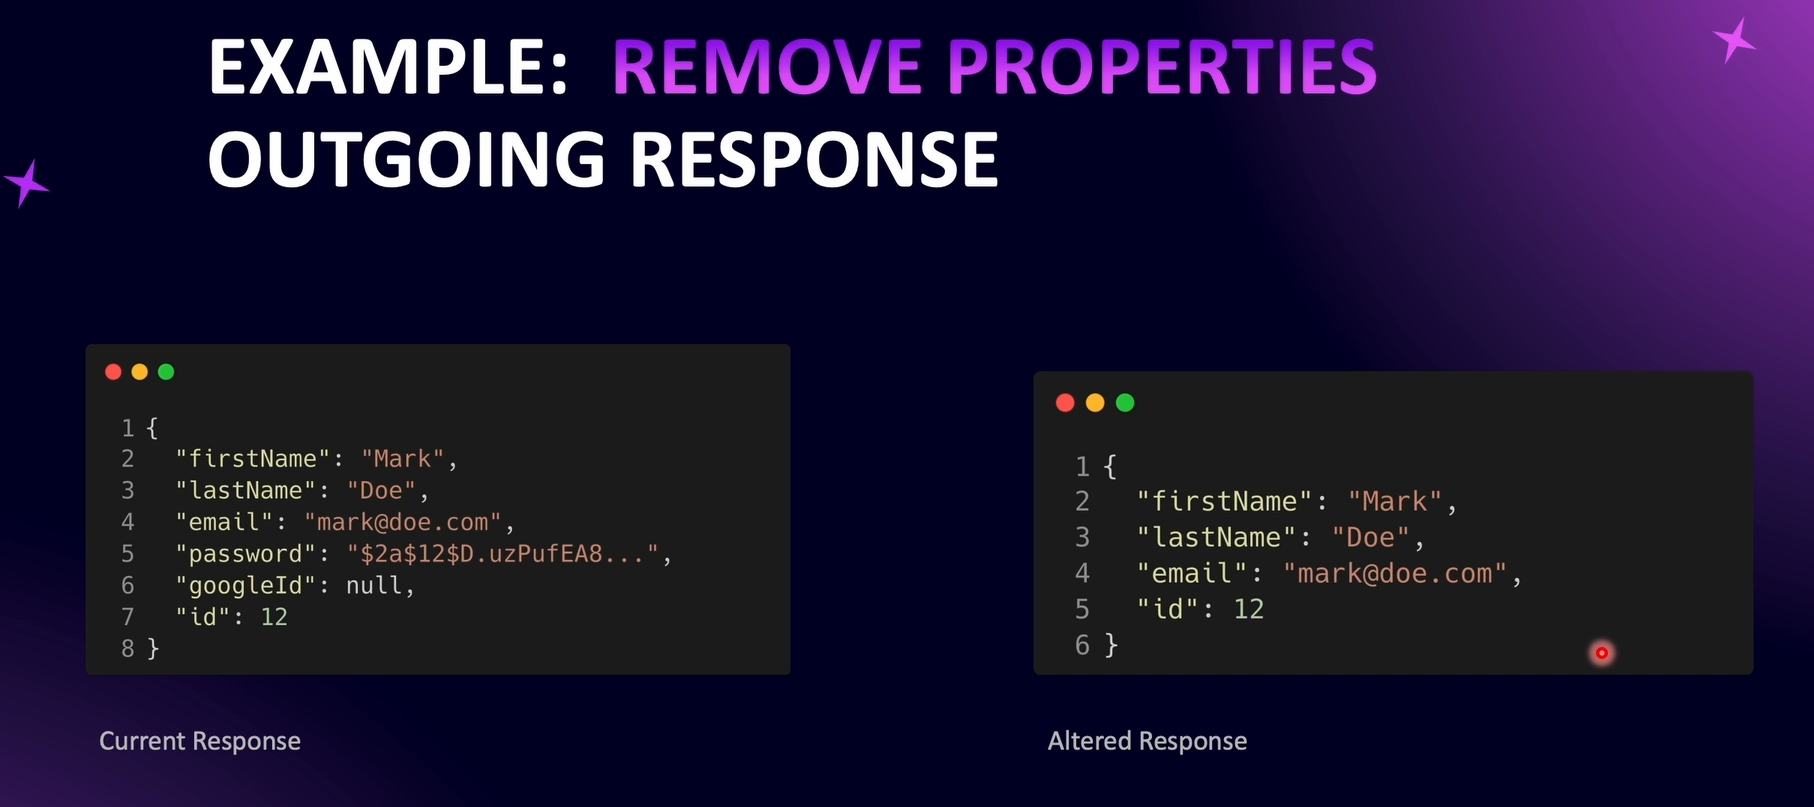 EXAMPLE: REMOVE PROPERTIES
OUTGOING RESPONSE
1 {
2   "firstName": "Mark",
3   "lastName": "Doe",
4   "email": "mark@doe.com",
5   "password": "$2a$12$D.uzPufEA8...",
6   "googleId": null,
7   "id": 12
8 }
Current Response
1 {
2   "firstName": "Mark",
3   "lastName": "Doe",
4   "email": "mark@doe.com",
5   "id": 12
6 }
Altered Response